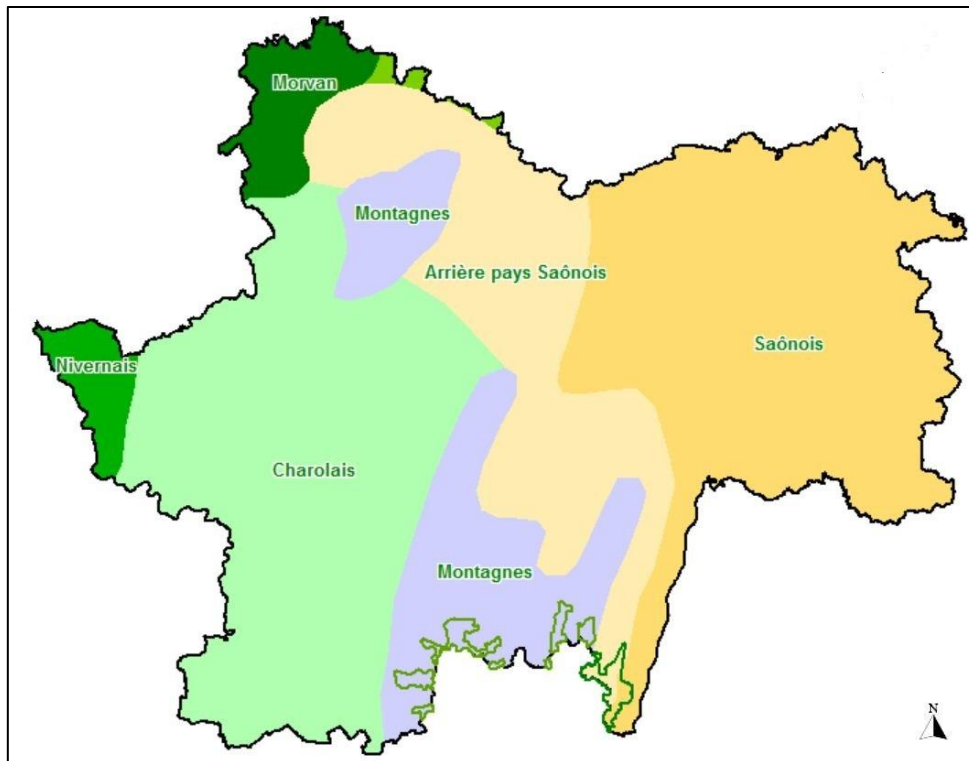 Morvan
Montagnes
Arrière pays Saônois
Saônois
Nivernais
Charolais
Montagnes
N